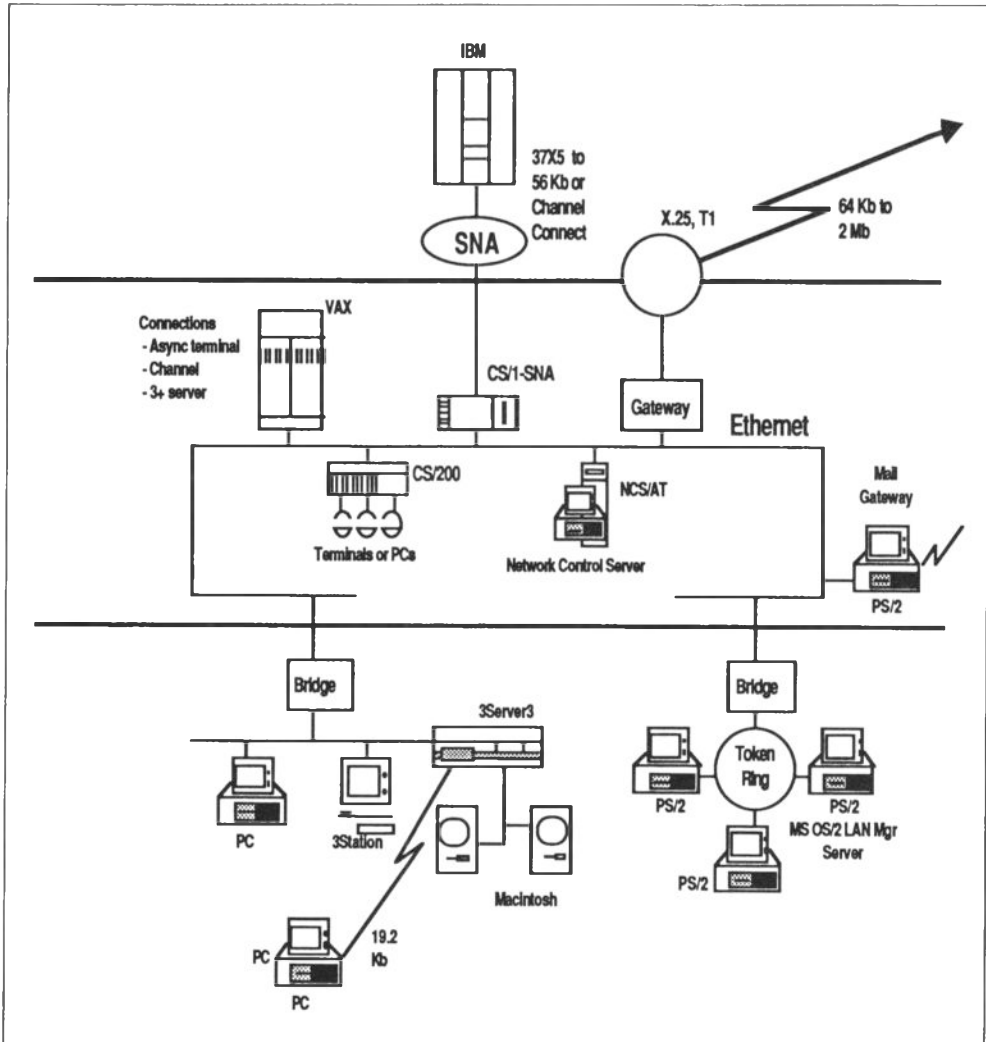 IBM
37X5 to
56 Kb or
Channel
Connect
SNA
X.25, T1
64 Kb to
2 Mb
Connections
- Async terminal
- Channel
- 3+ server
VAX
CS/1-SNA
Gateway
Ethernet
CS/200
Terminals or PCs
NCS/AT
Network Control Server
Mail
Gateway
PS/2
Bridge
Bridge
3Server3
PC
3Station
Macintosh
19.2
Kb
PC
PC
Token
Ring
PS/2
PS/2
MS OS/2 LAN Mgr
Server
PS/2